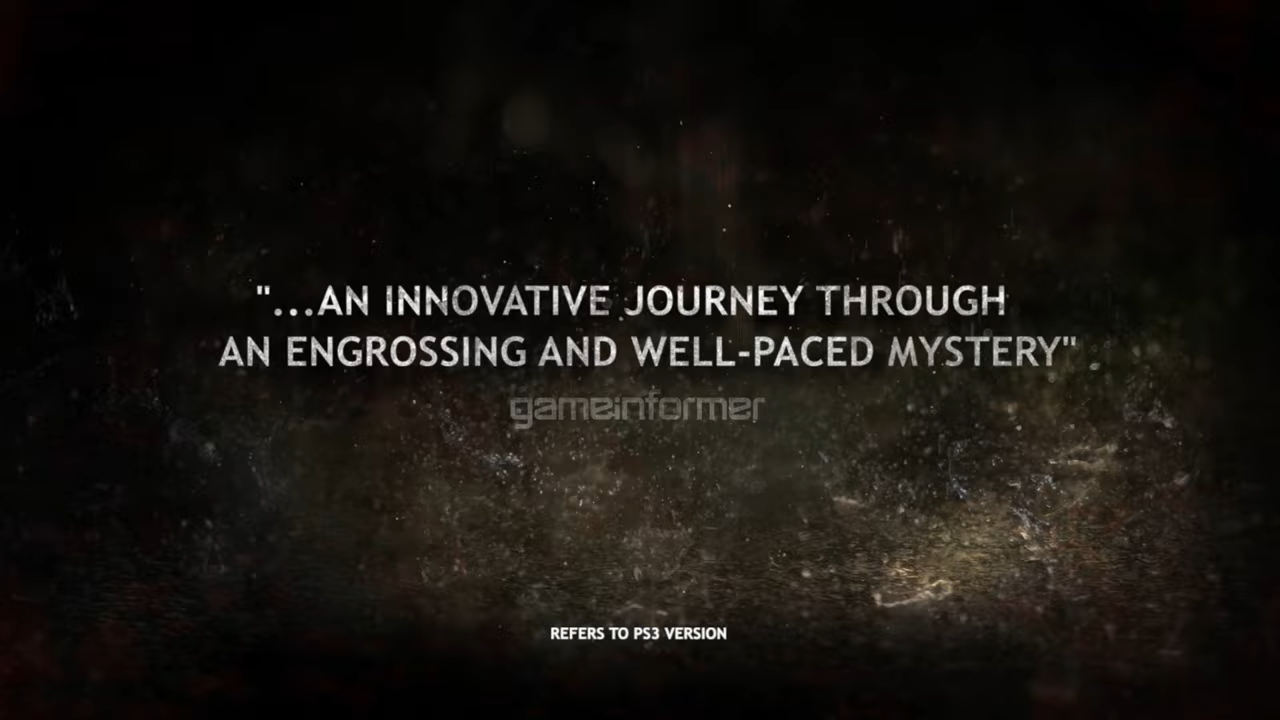 "...AN INNOVATIVE JOURNEY THROUGH
AN ENGROSSING AND WELL-PACED MYSTERY"
gameinformer
REFERS TO PS3 VERSION